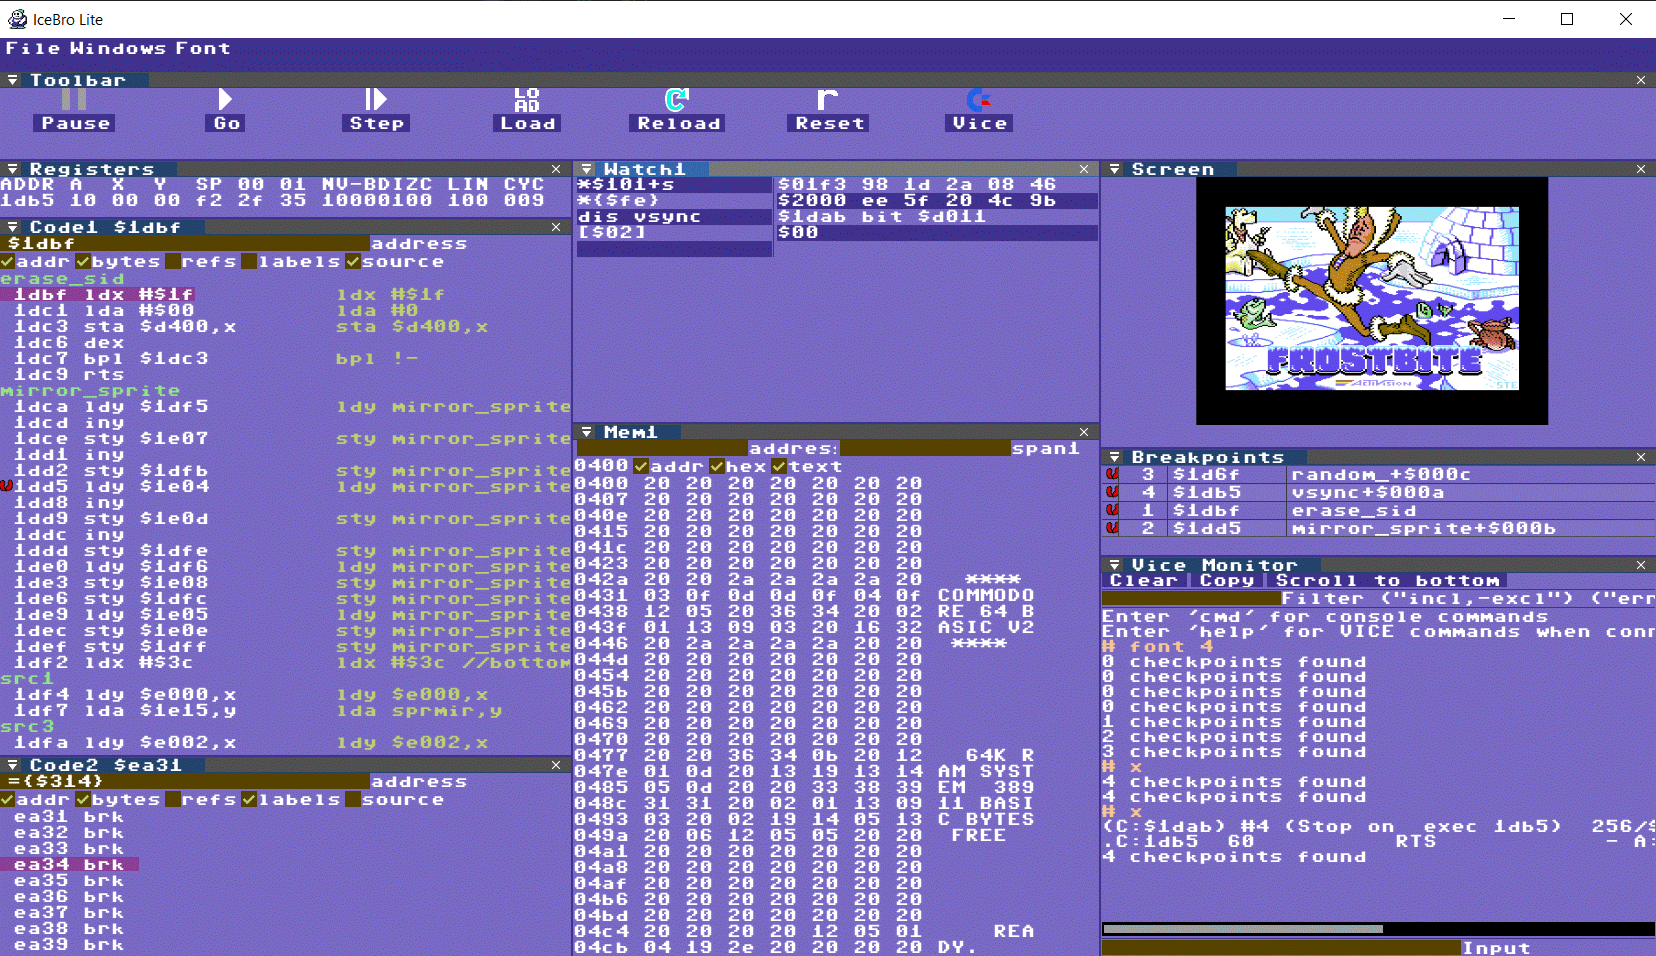 IceBro Lite
File Windows Font
Toolbar
Pause Go Step LOAD Load Reload r Reset Vice
Registers
ADDR A X Y SP 00 01 NV-BDIZC LIN CYC
1db5 10 00 00 f2 2f 35 10000100 100 009
Code1 $1dbf
$1dbf address
addr bytes refs labels source
erase_sid
1dbf ldx #$1f ldx #$1f
1dc1 lda #$00 lda #0
1dc3 sta $d400,x sta $d400,x
1dc6 dex
1dc7 bpl $1dc3 bpl !-
1dc9 rts
mirror_sprite
1dca ldy $1df5 ldy mirror_sprite
1dcd iny
1dce sty $1e07 sty mirror_sprite
1dd1 iny
1dd2 sty $1dfb sty mirror_sprite
1dd5 ldy $1e04 ldy mirror_sprite
1dd8 iny
1dd9 sty $1e0d sty mirror_sprite
1ddc iny
1ddd sty $1dfe sty mirror_sprite
1de0 ldy $1df6 ldy mirror_sprite
1de3 sty $1e08 sty mirror_sprite
1de6 sty $1dfc sty mirror_sprite
1de9 ldy $1e05 ldy mirror_sprite
1dec sty $1e0e sty mirror_sprite
1def sty $1dff sty mirror_sprite
1df2 ldx #$3c ldx #$3c //bottom
src1
1df4 ldy $e000,x ldy $e000,x
1df7 lda $1e15,y lda sprmir,y
src3
1dfa ldy $e002,x ldy $e002,x
Code2 $ea31
={$314} address
addr bytes refs labels source
ea31 brk
ea32 brk
ea33 brk
ea34 brk
ea35 brk
ea36 brk
ea37 brk
ea38 brk
ea39 brk
Watch1
*$101+s $01f3 98 1d 2a 08 46
*{$fe} $2000 ee 5f 20 4c 9b
dis vsync $1dab bit $d011
[$02] $00
Mem1
addres: span1
0400 addr hex text
0400 20 20 20 20 20 20 20
0407 20 20 20 20 20 20 20
040e 20 20 20 20 20 20 20
0415 20 20 20 20 20 20 20
041c 20 20 20 20 20 20 20
0423 20 20 20 20 20 20 20
042a 20 20 2a 2a 2a 2a 20 ****
0431 03 0f 0d 0d 0f 04 0f COMMODO
0438 12 05 20 36 34 20 02 RE 64 B
043f 01 13 09 03 20 16 32 ASIC V2
0446 20 2a 2a 2a 2a 20 20 ****
044d 20 20 20 20 20 20 20
0454 20 20 20 20 20 20 20
045b 20 20 20 20 20 20 20
0462 20 20 20 20 20 20 20
0469 20 20 20 20 20 20 20
0470 20 20 20 20 20 20 20
0477 20 20 36 34 0b 20 12 64K R
047e 01 0d 20 13 19 13 14 AM SYST
0485 05 0d 20 20 33 38 39 EM 389
048c 31 31 20 02 01 13 09 11 BASI
0493 03 20 02 19 14 05 13 C BYTES
049a 20 06 12 05 05 20 20 FREE
04a1 20 20 20 20 20 20 20
04a8 20 20 20 20 20 20 20
04af 20 20 20 20 20 20 20
04b6 20 20 20 20 20 20 20
04bd 20 20 20 20 20 20 20
04c4 20 20 20 20 12 05 01 REA
04cb 04 19 2e 20 20 20 20 DY.
Screen
FROSTBITE
ACTIVISION
STE
Breakpoints
3 $1d6f random_+$000c
4 $1db5 vsync+$000a
1 $1dbf erase_sid
2 $1dd5 mirror_sprite+$000b
Vice Monitor
Clear Copy Scroll to bottom
Filter ("incl,-excl") ("err
Enter 'cmd' for console commands
Enter 'help' for VICE commands when conn
# font 4
0 checkpoints found
0 checkpoints found
0 checkpoints found
0 checkpoints found
1 checkpoints found
2 checkpoints found
3 checkpoints found
# x
4 checkpoints found
4 checkpoints found
# x
(C:$1dab) #4 (Stop on exec 1db5) 256/$
.C:1db5 60 RTS - A:
4 checkpoints found
Input